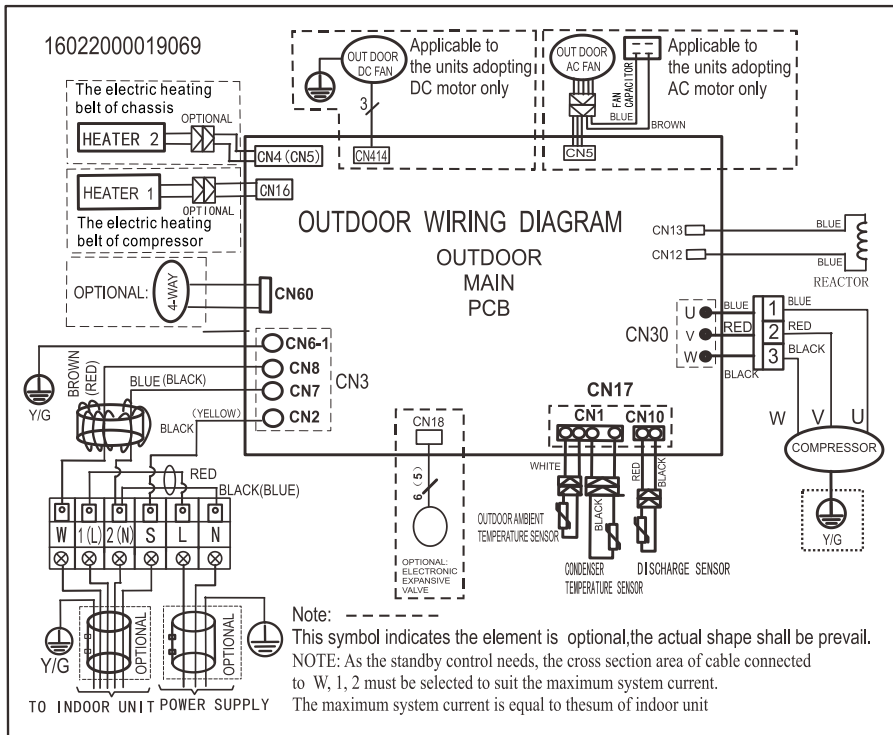 16022000019069
The electric heating
belt of chassis
OPTIONAL
HEATER 2
CN4 (CN5)
HEATER 1
CN16
OPTIONAL
The electric heating
belt of compressor
OPTIONAL:
4-WAY
CN60
OUT DOOR
DC FAN
3
CN414
Applicable to
the units adopting
DC motor only
OUT DOOR
AC FAN
FAN
CAPACITOR
BLUE
BROWN
CN5
Applicable to
the units adopting
AC motor only
OUTDOOR WIRING DIAGRAM
OUTDOOR
MAIN
PCB
CN13
CN12
BLUE
BLUE
REACTOR
CN30
U
V
W
BLUE
RED
BLACK
1
2
3
BLUE
RED
BLACK
W
V
U
COMPRESSOR
Y/G
CN6-1
CN8
CN7
CN2
CN3
Y/G
BROWN
(RED)
BLUE (BLACK)
(YELLOW)
BLACK
RED
BLACK(BLUE)
W
1 (L)
2 (N)
S
L
N
Y/G
OPTIONAL
OPTIONAL
TO INDOOR UNIT
POWER SUPPLY
CN18
6 (5)
OPTIONAL:
ELECTRONIC
EXPANSIVE
VALVE
CN17
CN1
CN10
WHITE
BLACK
RED
BLACK
OUTDOOR AMBIENT
TEMPERATURE SENSOR
CONDENSER
TEMPERATURE SENSOR
DISCHARGE SENSOR
Note:
This symbol indicates the element is optional,the actual shape shall be prevail.
NOTE: As the standby control needs, the cross section area of cable connected
to W, 1, 2 must be selected to suit the maximum system current.
The maximum system current is equal to thesum of indoor unit